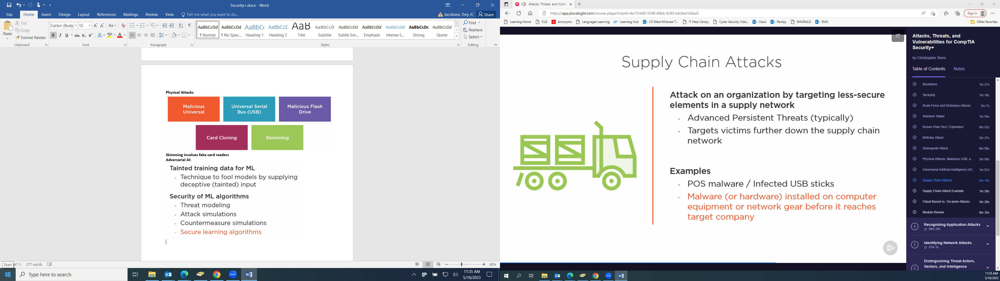 Security+.docx - Word
File Home Insert Design Layout References Mailings Review View Tell me what you want to do...
Jacobsen, Trey /C Share
Paste
Cut
Copy
Format Painter
Clipboard
Calibri (Body) 12
Font
Paragraph
AaBbCcDd AaBbCcDd AaBbCc AaBbCcD AaB AaBbCcD AaBbCcDd AaBbCcDd AaBbCcDd AaBbCcDc AaBbCcDd
¶ Normal ¶ No Spac... Heading 1 Heading 2 Title Subtitle Subtle Em... Emphasis Intense E... Strong Quote
Styles
Find
Replace
Select
Editing
Physical Attacks
Malicious
Universal
Universal Serial
Bus (USB)
Malicious Flash
Drive
Card Cloning
Skimming
Skimming involves fake card readers
Adversarial AI:
Tainted training data for ML
- Technique to fool models by supplying
deceptive (tainted) input
Security of ML algorithms
- Threat modeling
- Attack simulations
- Countermeasure simulations
- Secure learning algorithms
Start of 11 277 words
80%
Type here to search
11:35 AM
5/10/2023
Attacks, Threats, and Vulne
https://app.pluralsight.com/course-player?clipId=4e131b66-5598-40bb-8c90-b4c6ed1e0ea5
Sign in
Learning Home CLO Acronyms Languages Learning Learning Hub CX West-Midwest T... IT Help Library Cyber Security Vide... Oasis Parsley EMURALD EMG Other favorites
Supply Chain Attacks
Attack on an organization by targeting less-secure
elements in a supply network
- Advanced Persistent Threats (typically)
- Targets victims further down the supply chain
network
Examples
- POS malware / Infected USB sticks
- Malware (or hardware) installed on computer
equipment or network gear before it reaches
target company
Attacks, Threats, and
Vulnerabilities for CompTIA
Security+
by Christopher Rees
Table of Contents Notes
Backdoors 1m 27s
Spraying 1m 18s
Brute Force and Dictionary Attacks 2m 7s
Rainbow Tables 1m 54s
Known Plain Text / Ciphertext 0m 52s
Birthday Attack 2m 27s
Downgrade Attack 0m 56s
Physical Attacks, Malicious USB, a... 3m 56s
Adversarial Artificial Intelligence (AI) 1m 57s
Supply Chain Attacks 2m 14s
Supply Chain Attack Example 1m 26s
Cloud-Based vs. On-prem Attacks 3m 26s
Module Review 0m 35s
4 Recognizing Application Attacks
39m 24s
5 Identifying Network Attacks
37m 1s
6 Distinguishing Threat Actors,
Vectors, and Intelligence
11:35 AM
5/10/2023